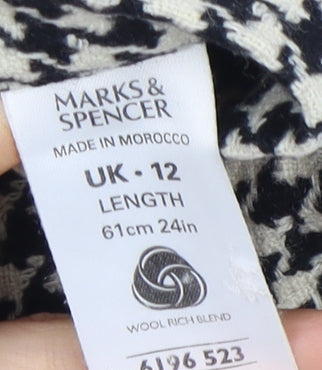 MARKS &
SPENCER
MADE IN MOROCCO
UK • 12
LENGTH
61cm 24in
WOOL RICH BLEND
6196 523